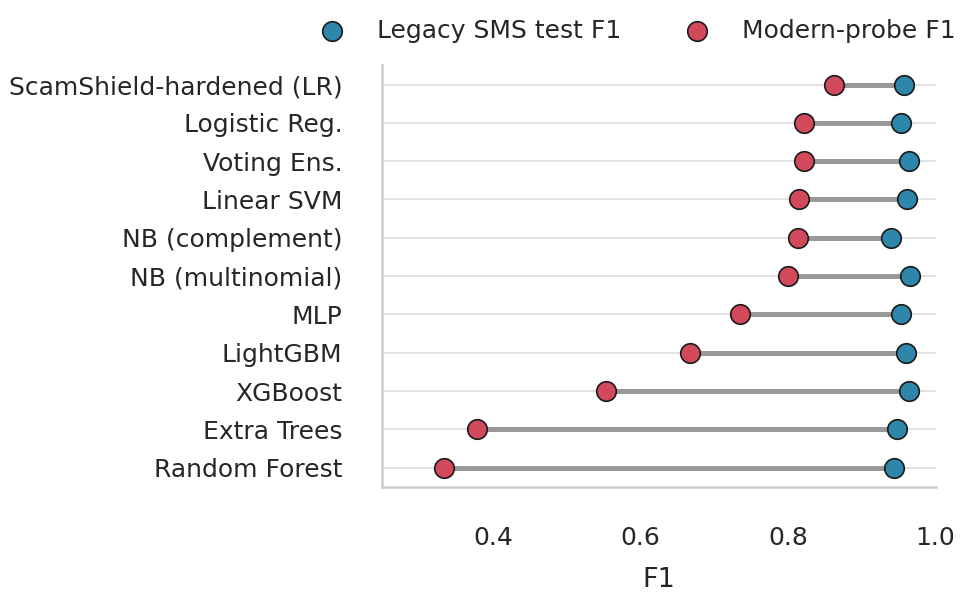 Legacy SMS test F1 Modern-probe F1
ScamShield-hardened (LR)
Logistic Reg.
Voting Ens.
Linear SVM
NB (complement)
NB (multinomial)
MLP
LightGBM
XGBoost
Extra Trees
Random Forest
0.4 0.6 0.8 1.0
F1